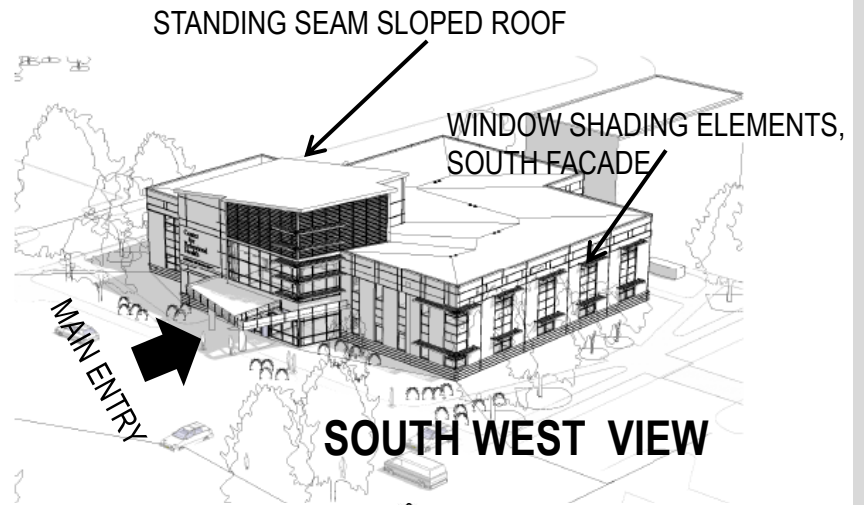 STANDING SEAM SLOPED ROOF
WINDOW SHADING ELEMENTS,
SOUTH FACADE
MAIN ENTRY
SOUTH WEST VIEW